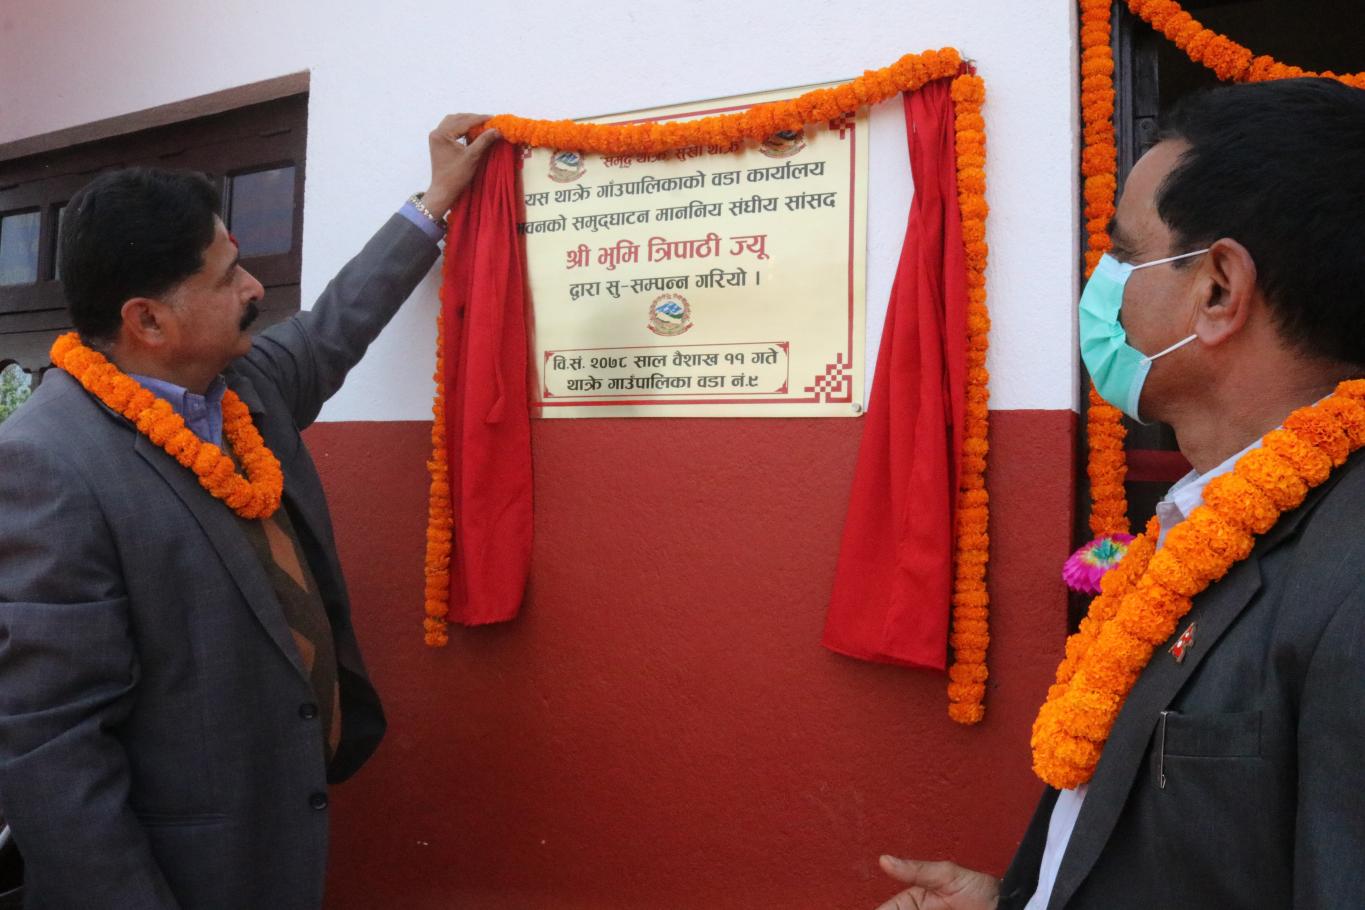 "समृद्ध थाक्रे सुखी थाक्रे"
यस थाक्रे गाँउपालिकाको वडा कार्यालय
भवनको समुद्घाटन माननिय संघीय सांसद
श्री भुमि त्रिपाठी ज्यू
द्वारा सु-सम्पन्न गरियो ।
वि.सं. २०७८ साल वैशाख ११ गते
थाक्रे गाउँपालिका वडा नं.९